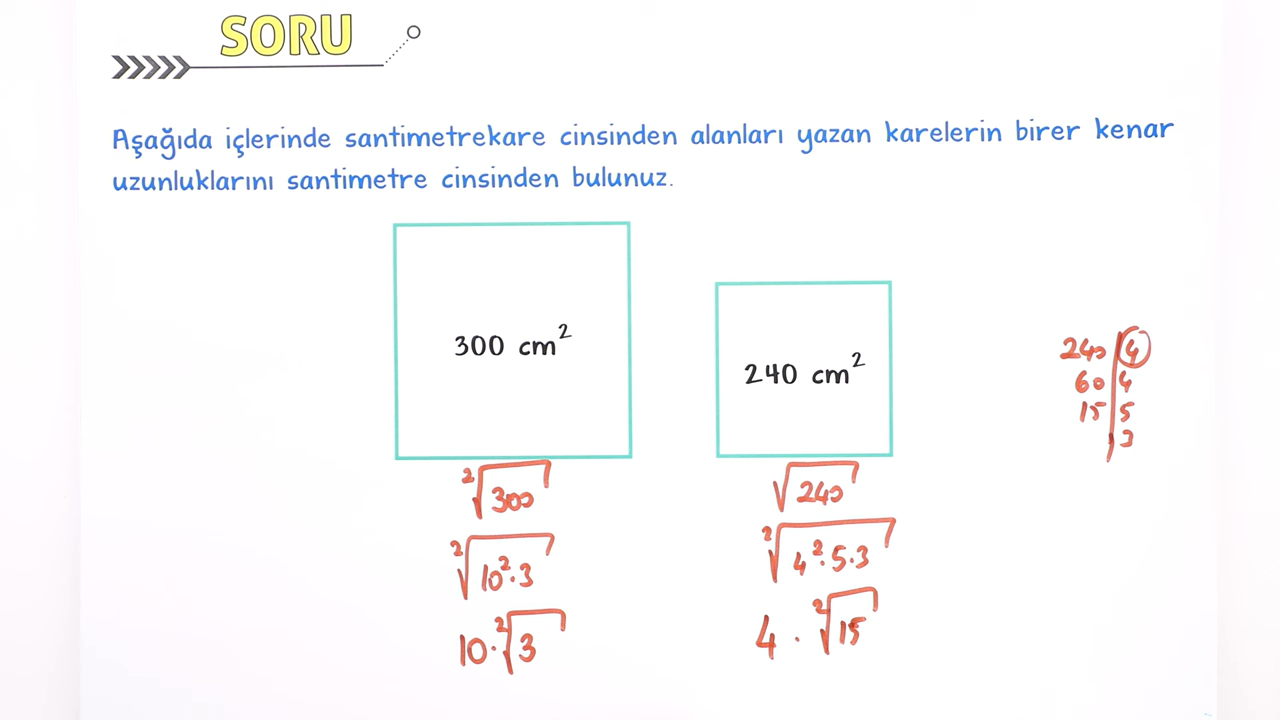 SORU
Aşağıda içlerinde santimetrekare cinsinden alanları yazan karelerin birer kenar
uzunluklarını santimetre cinsinden bulunuz.
300 cm²
240 cm²
240 | 4
60 | 4
15 | 5
3
²√300
√240
²√10²·3
²√4²·5·3
10·²√3
4 · ²√15